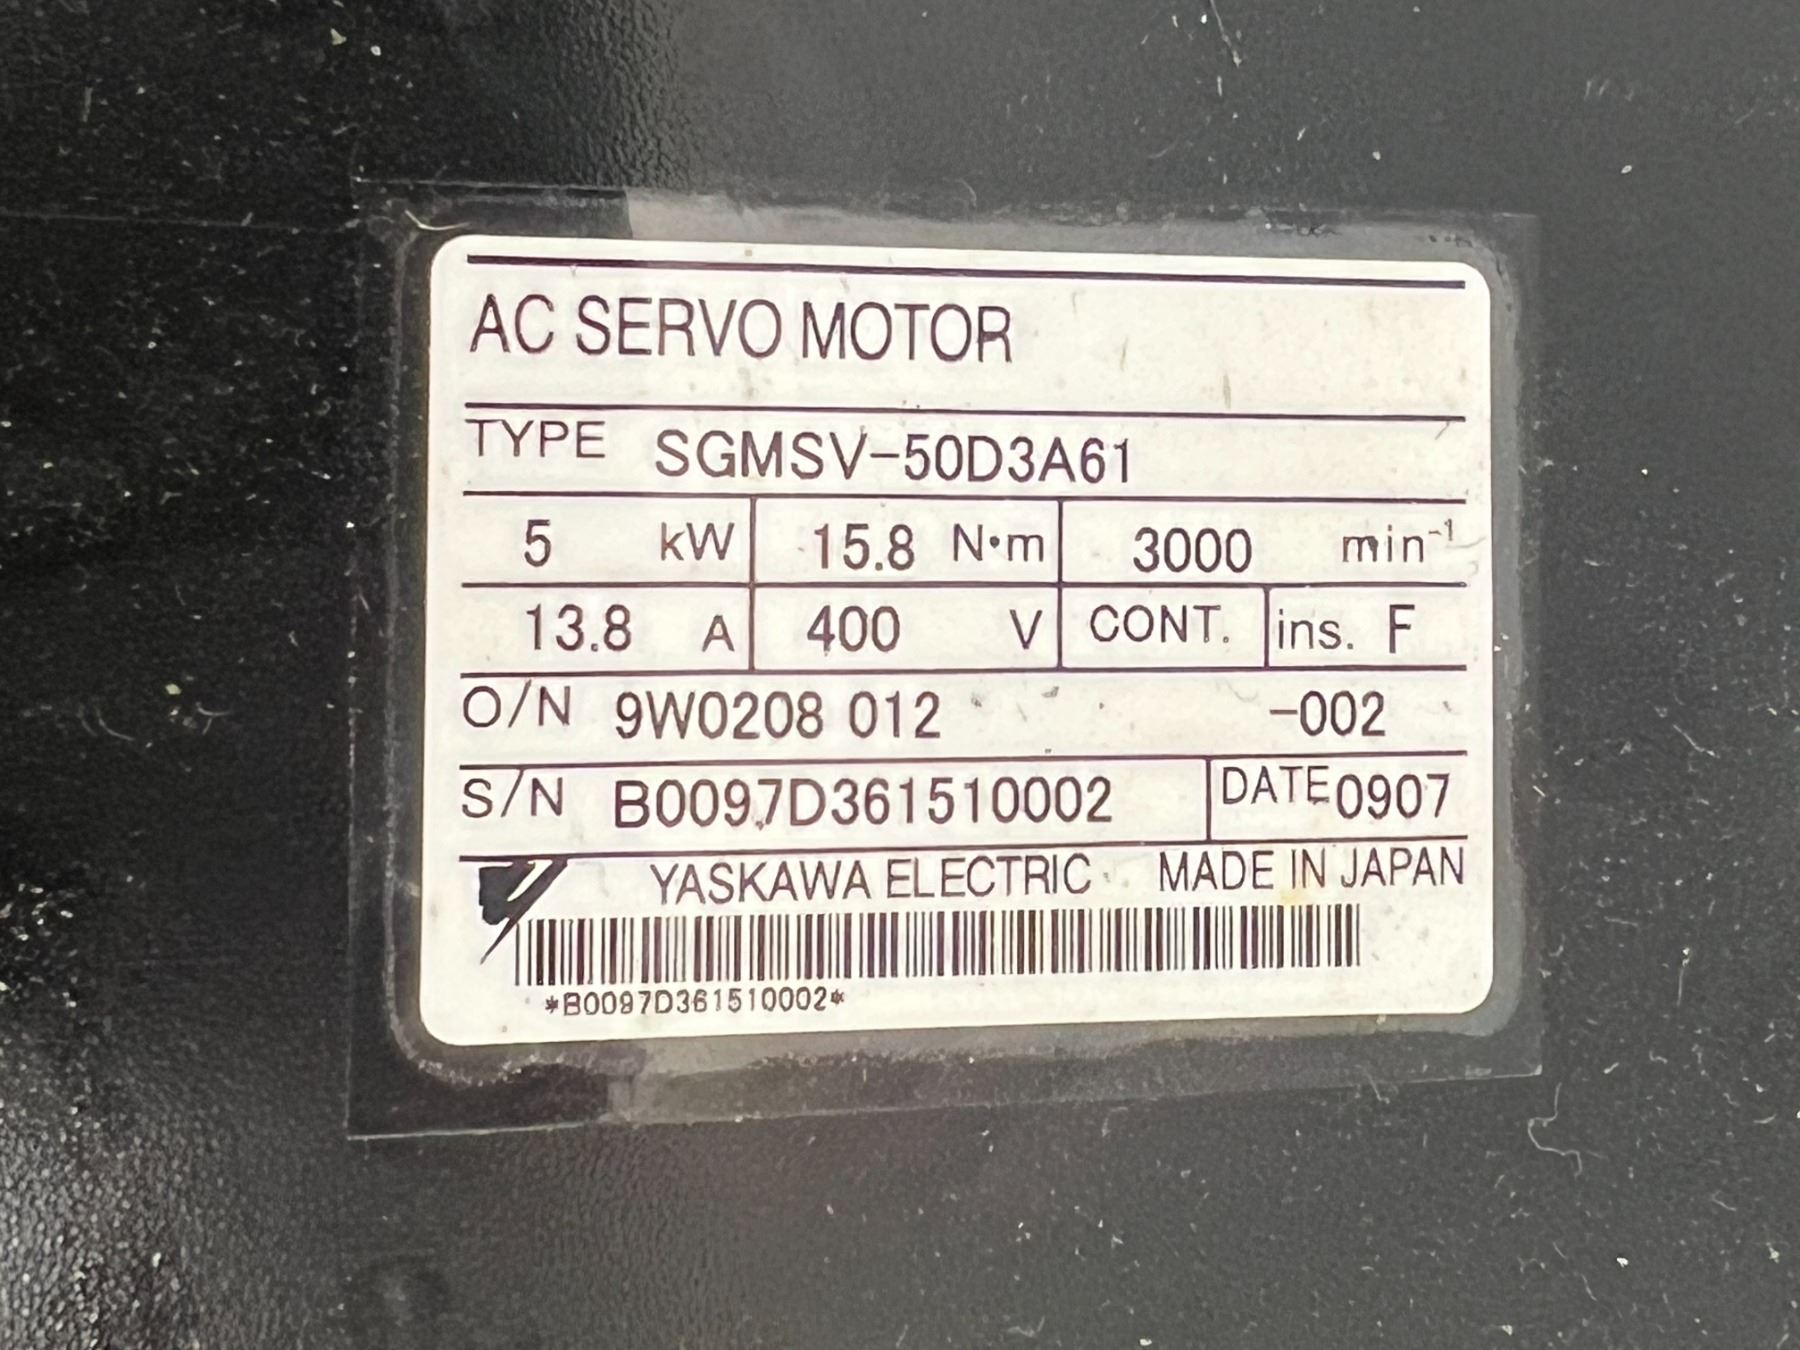 AC SERVO MOTOR
TYPE SGMSV-50D3A61
5 kW 15.8 N·m 3000 min⁻¹
13.8 A 400 V CONT. ins. F
O/N 9W0208 012 -002
S/N B0097D361510002 DATE 0907
YASKAWA ELECTRIC MADE IN JAPAN
*B0097D361510002*